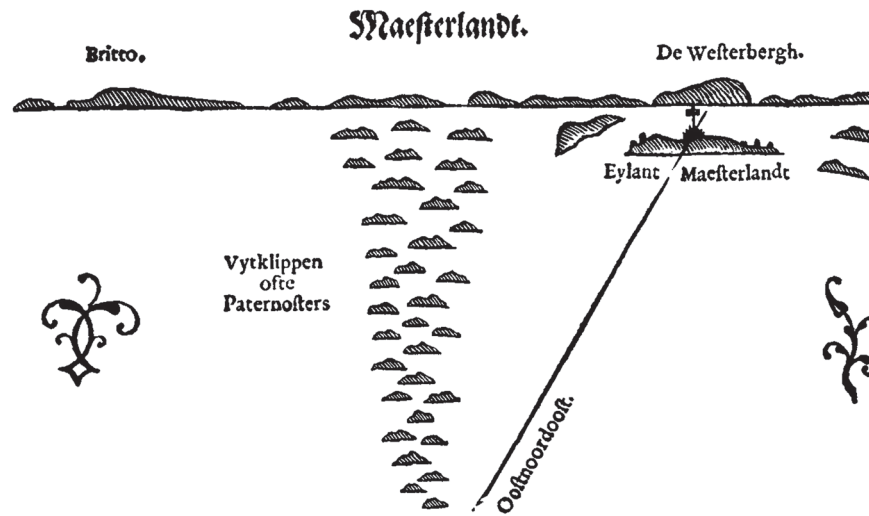 Maeſterlandt.
Britto.
De Weſterbergh.
Eylant Maeſterlandt
Vytklippen
ofte
Paternoſters
Ooſtnoordooſt.